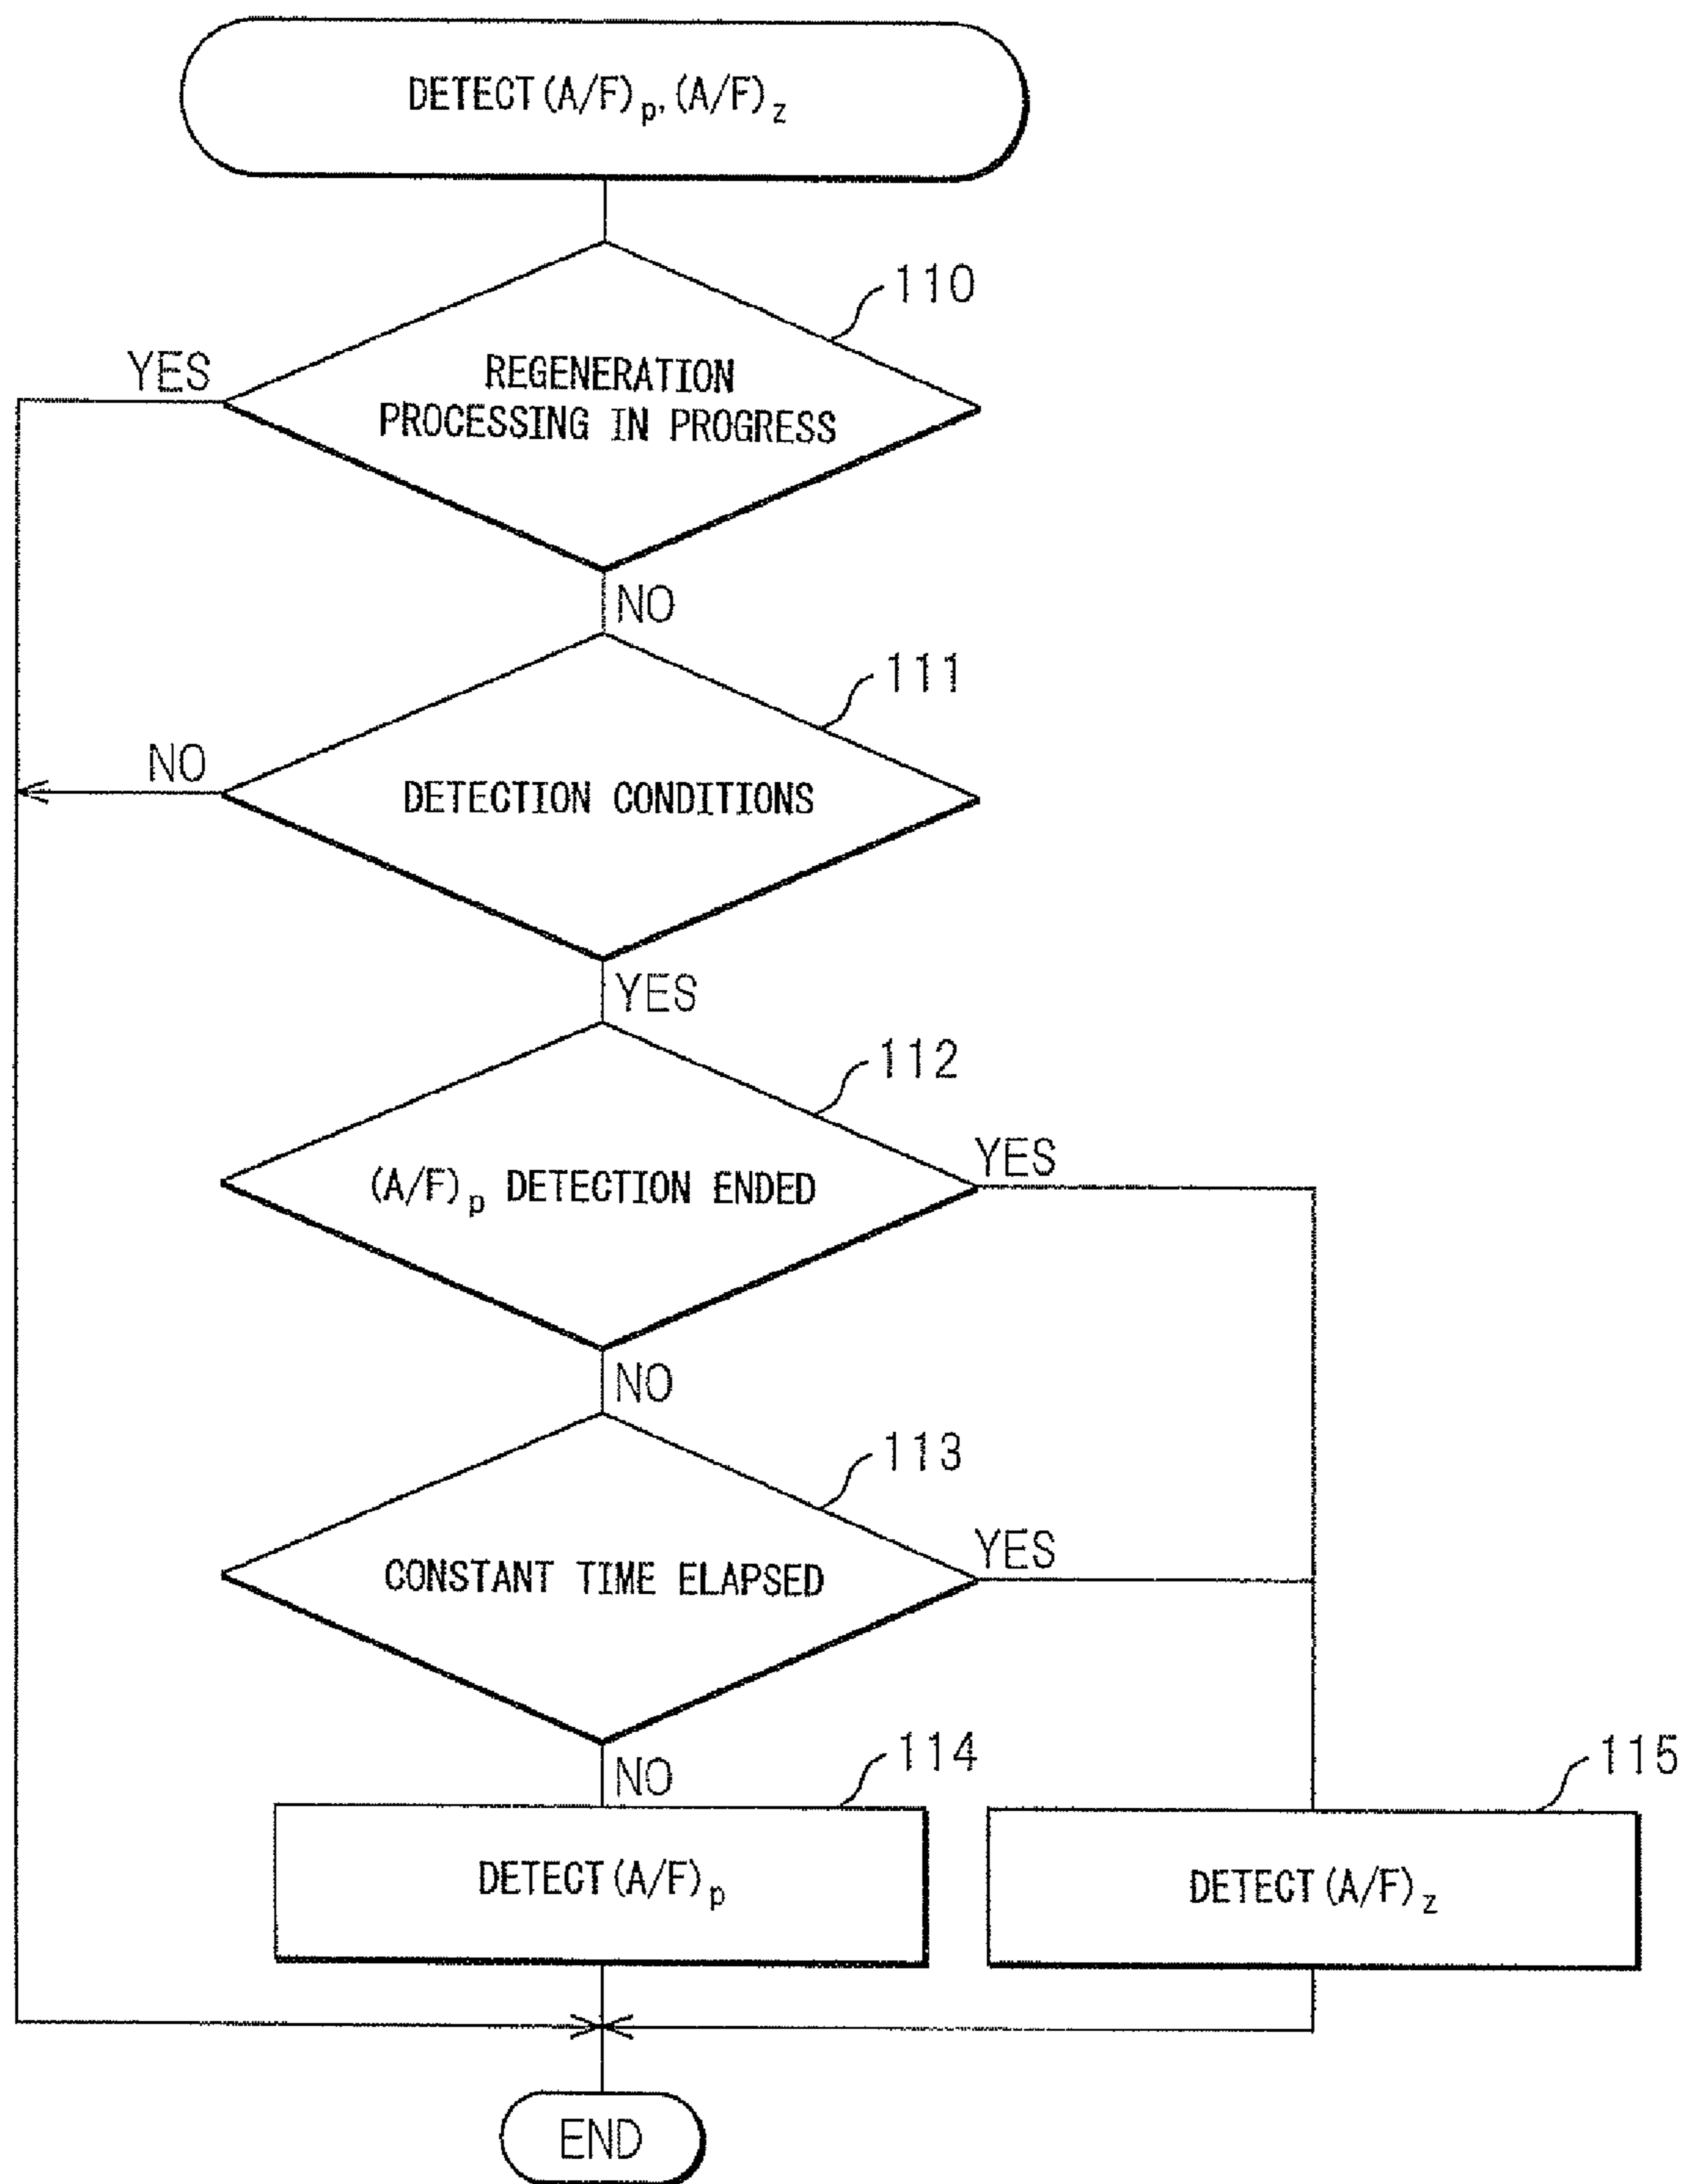 DETECT(A/F)p,(A/F)z
110
YES
REGENERATION
PROCESSING IN PROGRESS
NO
111
NO
DETECTION CONDITIONS
YES
112
YES
(A/F)p DETECTION ENDED
NO
113
YES
CONSTANT TIME ELAPSED
NO
114
115
DETECT(A/F)p
DETECT(A/F)z
END